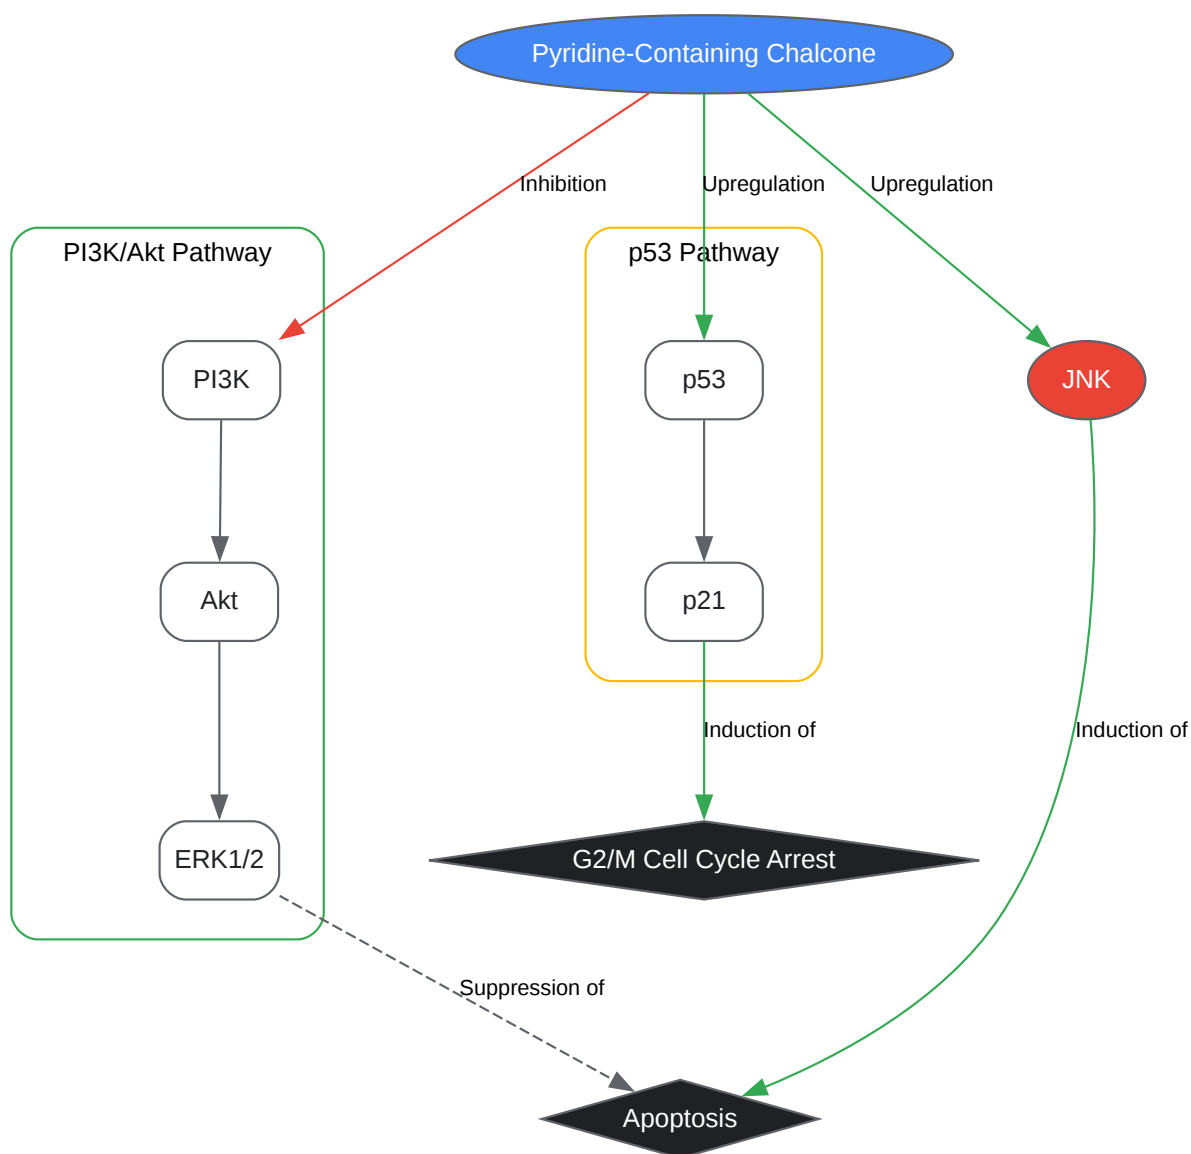 Pyridine-Containing Chalcone
Inhibition
Upregulation
Upregulation
PI3K/Akt Pathway
p53 Pathway
PI3K
p53
JNK
Akt
p21
Induction of
Induction of
ERK1/2
G2/M Cell Cycle Arrest
Suppression of
Apoptosis